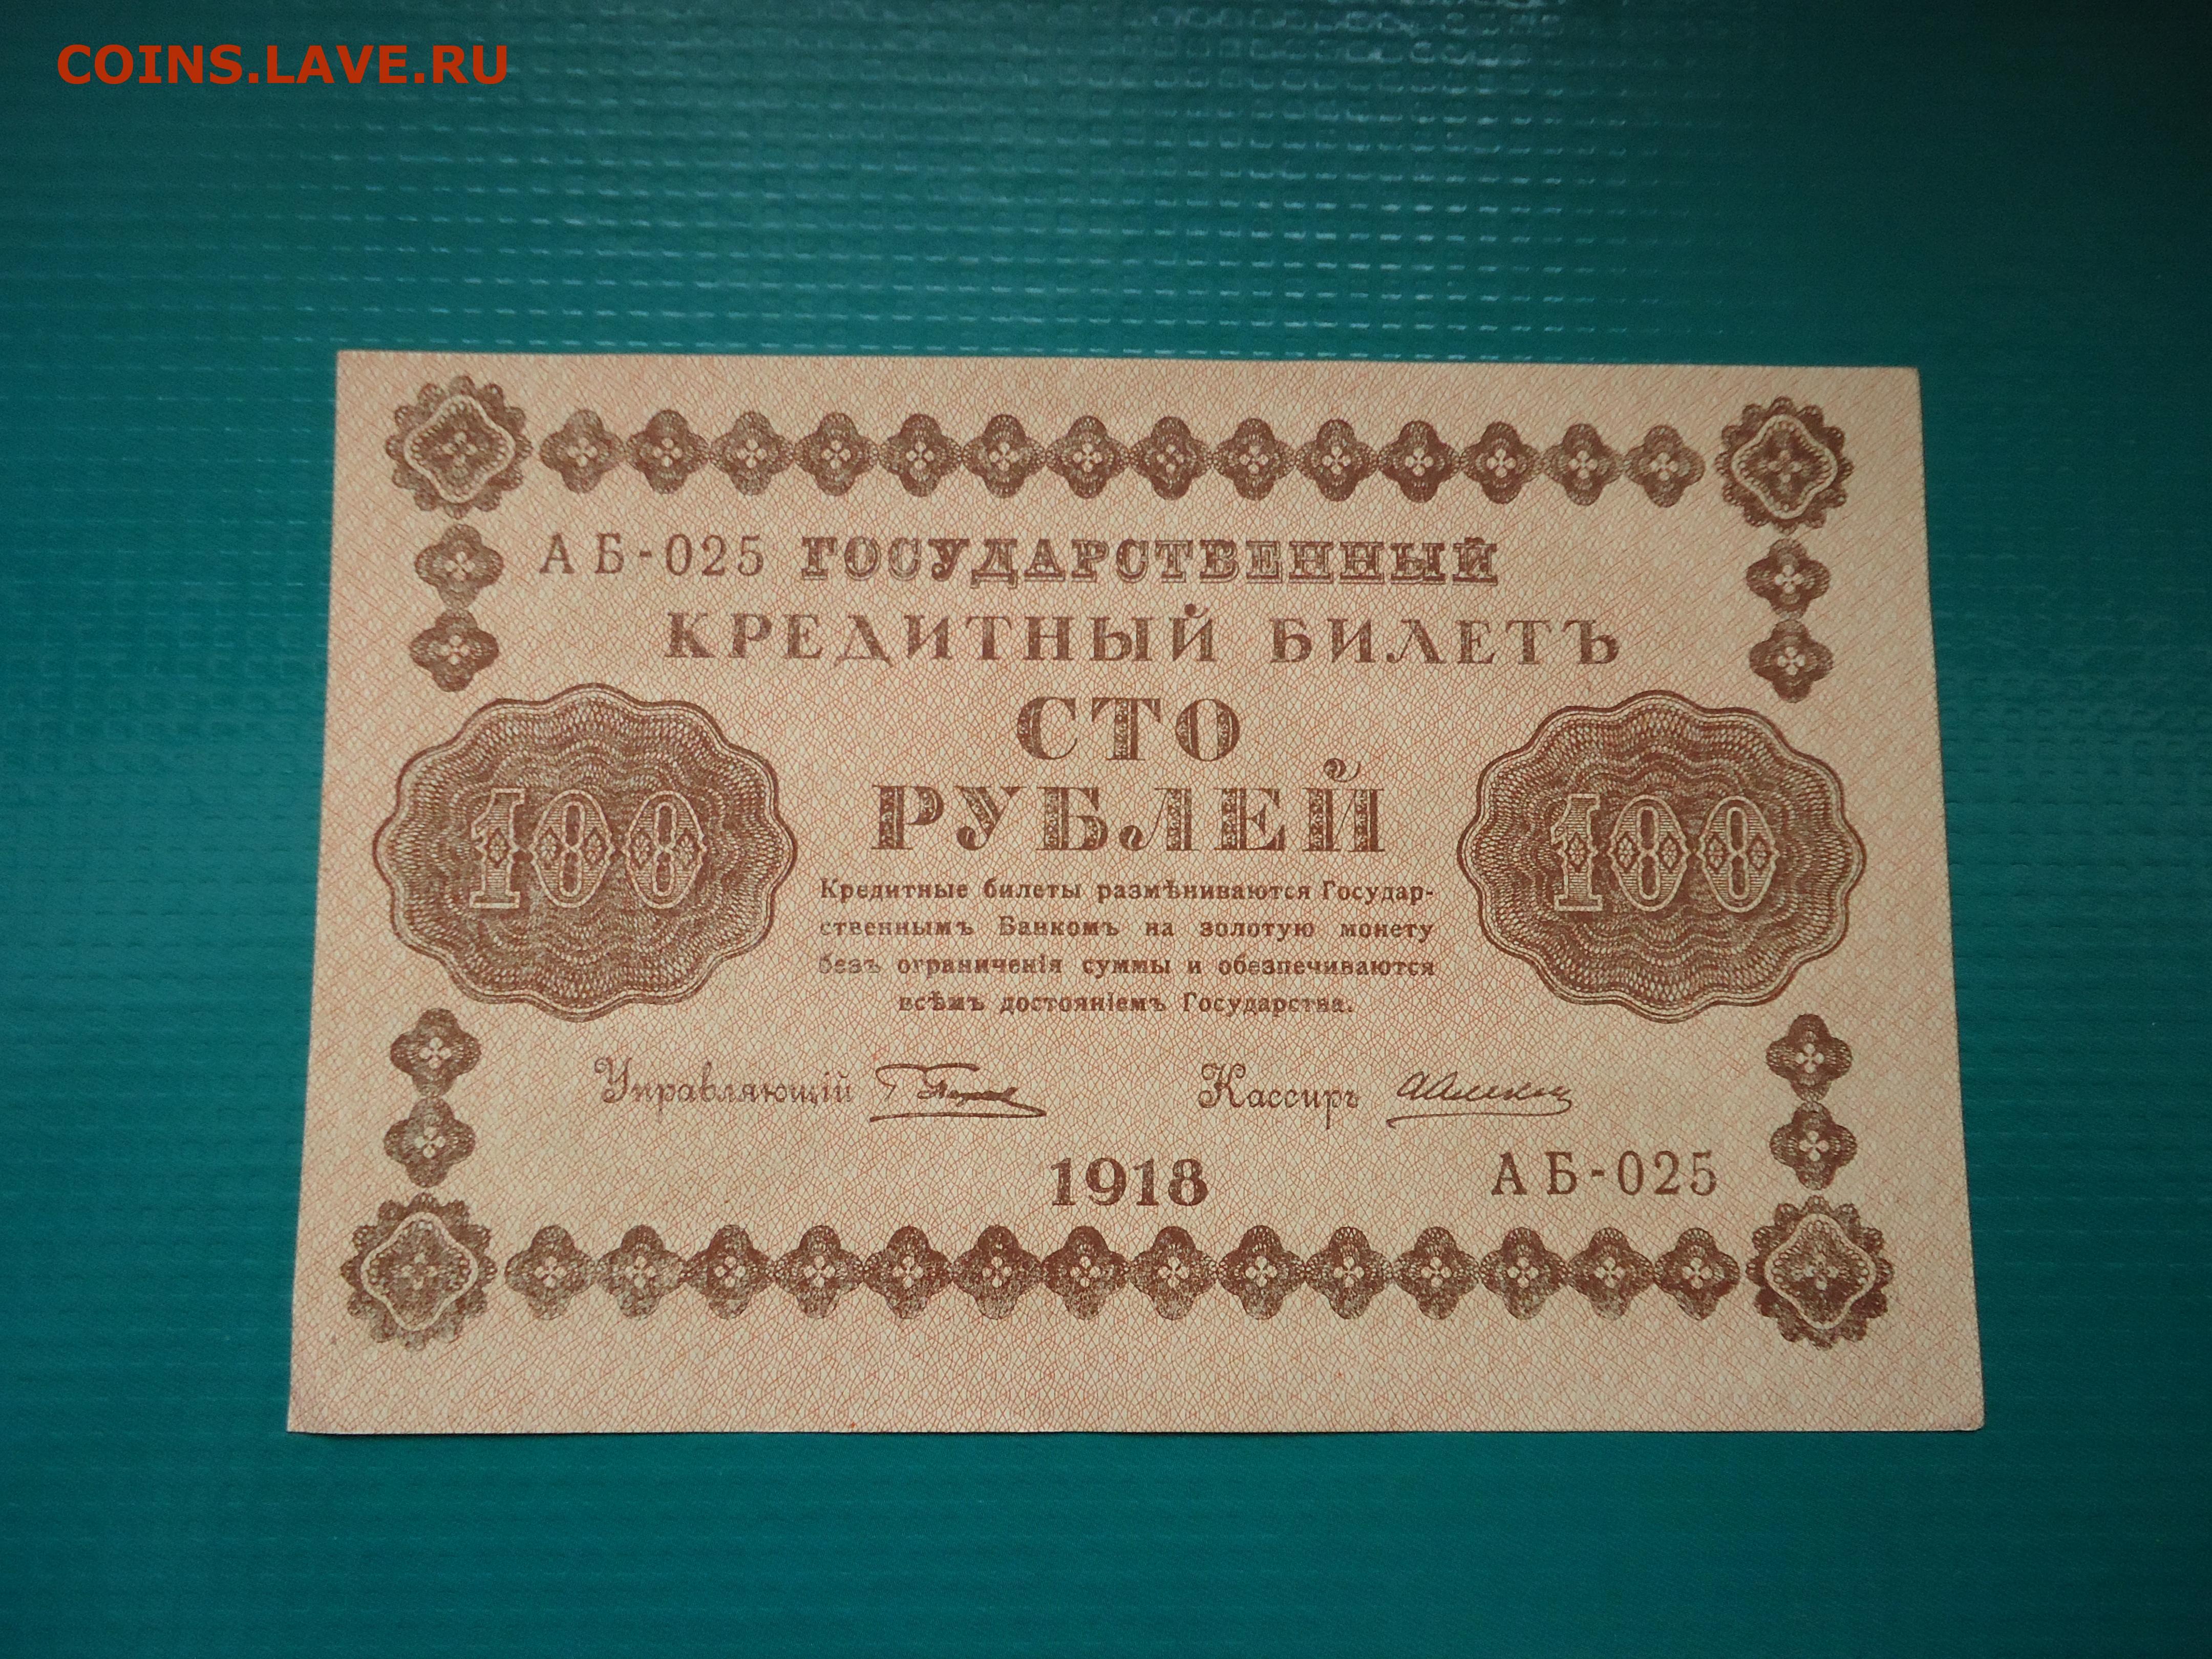 COINS.LAVE.RU
АБ-025 ГОСУДАРСТВЕННЫЙ
КРЕДИТНЫЙ БИЛЕТЪ
СТО
РУБЛЕЙ
100
100
Кредитные билеты размѣниваются Государ-
ственнымъ Банкомъ на золотую монету
безъ ограниченія суммы и обезпечиваются
всѣмъ достояніемъ Государства.
Управляющій
Кассиръ
1918
АБ-025